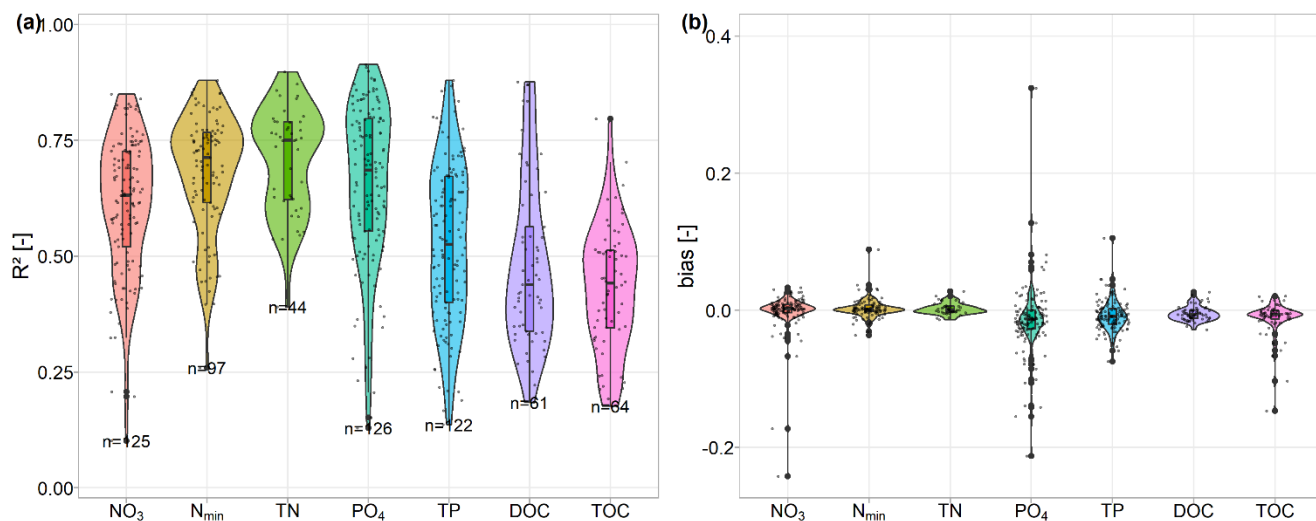 (a)
1.00
0.75
0.50
0.25
0.00
R² [-]
n=125
n=97
n=44
n=126
n=122
n=61
n=64
NO₃ N_min TN PO₄ TP DOC TOC
(b)
0.4
0.2
0.0
-0.2
bias [-]
NO₃ N_min TN PO₄ TP DOC TOC